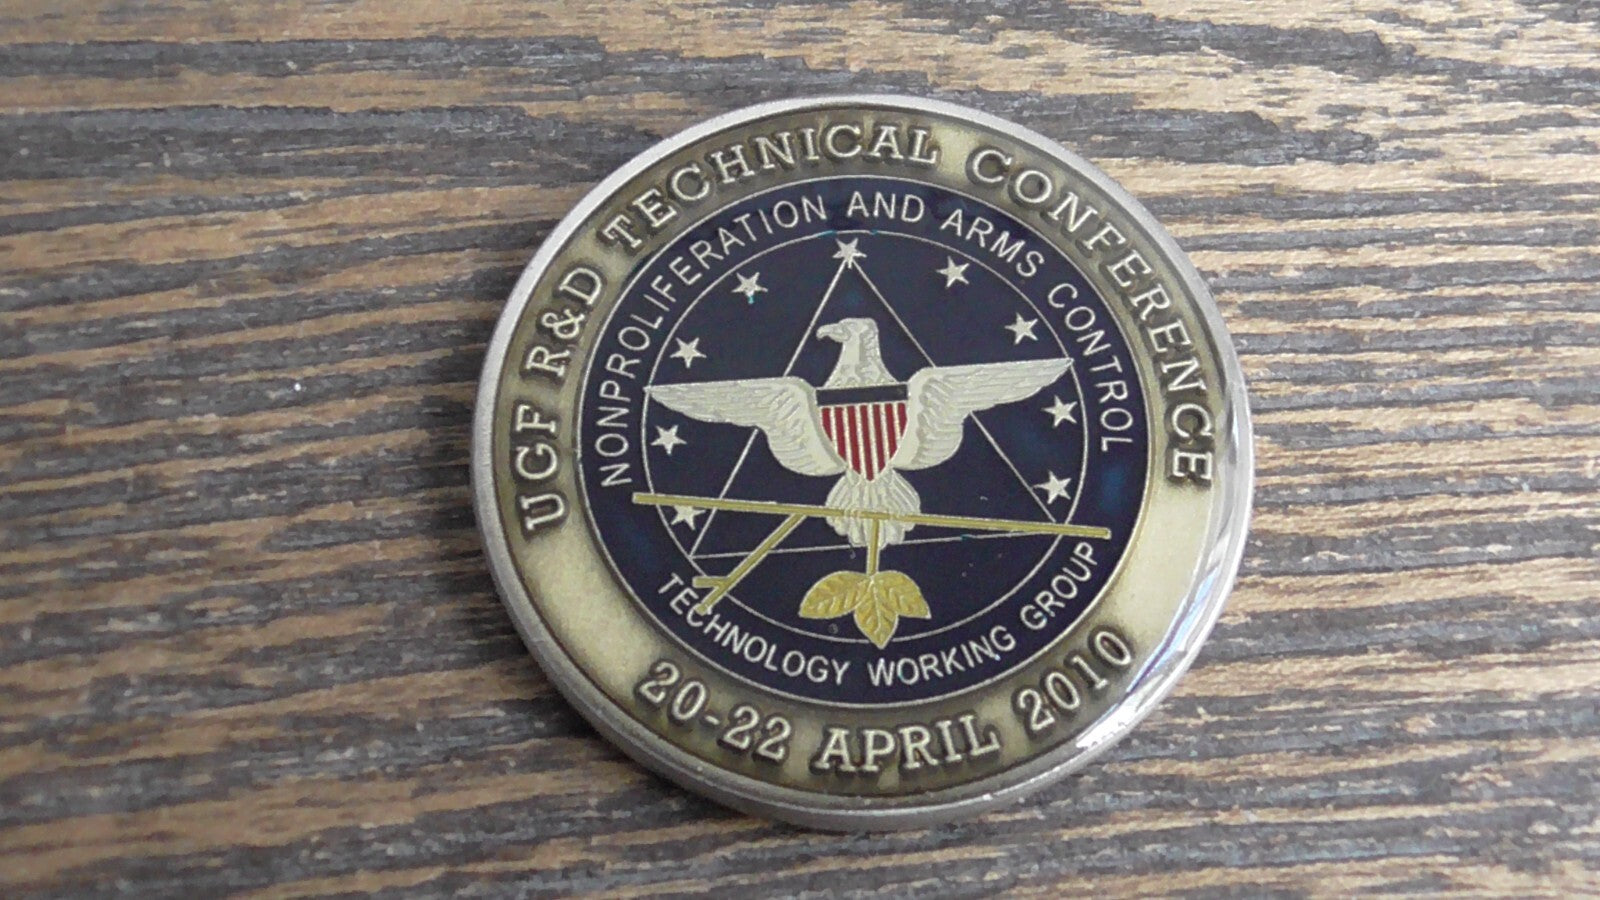 UGF R&D TECHNICAL CONFERENCE
NONPROLIFERATION AND ARMS CONTROL
TECHNOLOGY WORKING GROUP
20-22 APRIL 2010